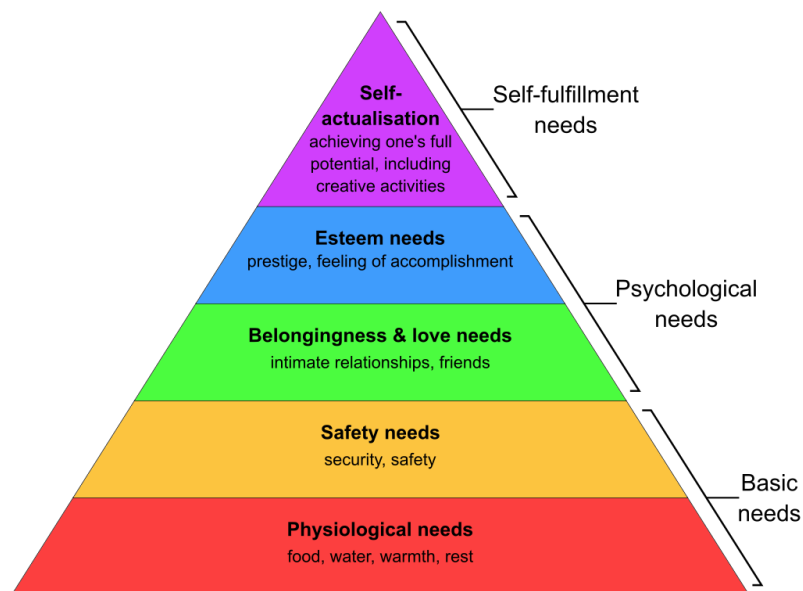 Self-
actualisation
achieving one's full
potential, including
creative activities
Self-fulfillment
needs
Esteem needs
prestige, feeling of accomplishment
Psychological
needs
Belongingness & love needs
intimate relationships, friends
Safety needs
security, safety
Basic
needs
Physiological needs
food, water, warmth, rest